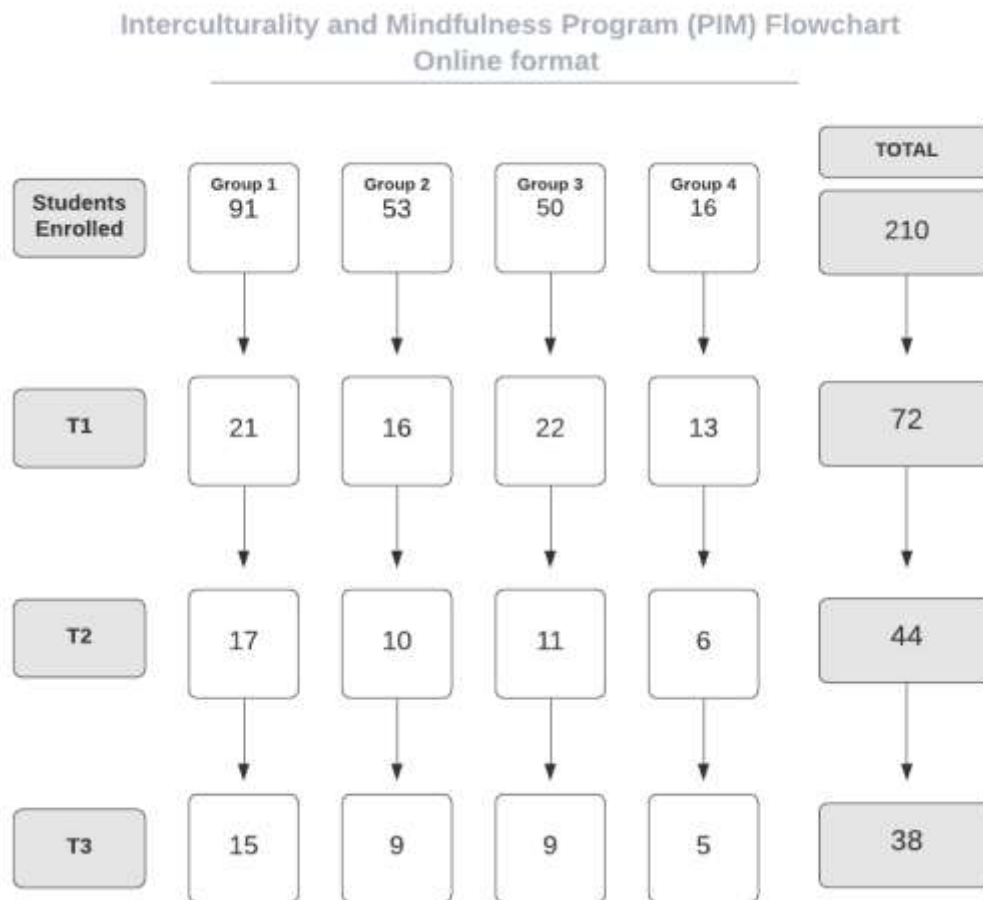 Interculturality and Mindfulness Program (PIM) Flowchart
Online format
TOTAL
Students
Enrolled
Group 1
91
Group 2
53
Group 3
50
Group 4
16
210
T1
21
16
22
13
72
T2
17
10
11
6
44
T3
15
9
9
5
38